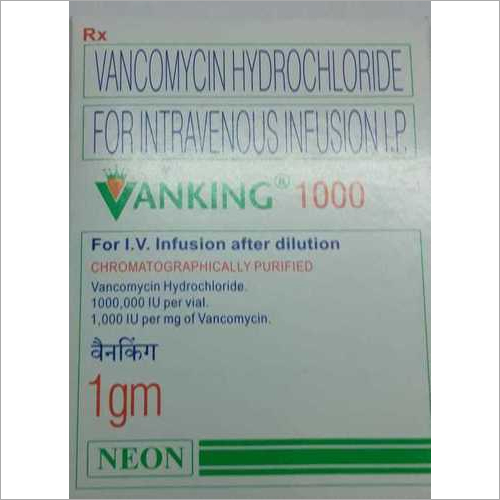 Rx
VANCOMYCIN HYDROCHLORIDE
FOR INTRAVENOUS INFUSION I.P.
VANKING® 1000
For I.V. Infusion after dilution
CHROMATOGRAPHICALLY PURIFIED
Vancomycin Hydrochloride.
1000,000 IU per vial.
1,000 IU per mg of Vancomycin.
वैनकिंग
1gm
NEON